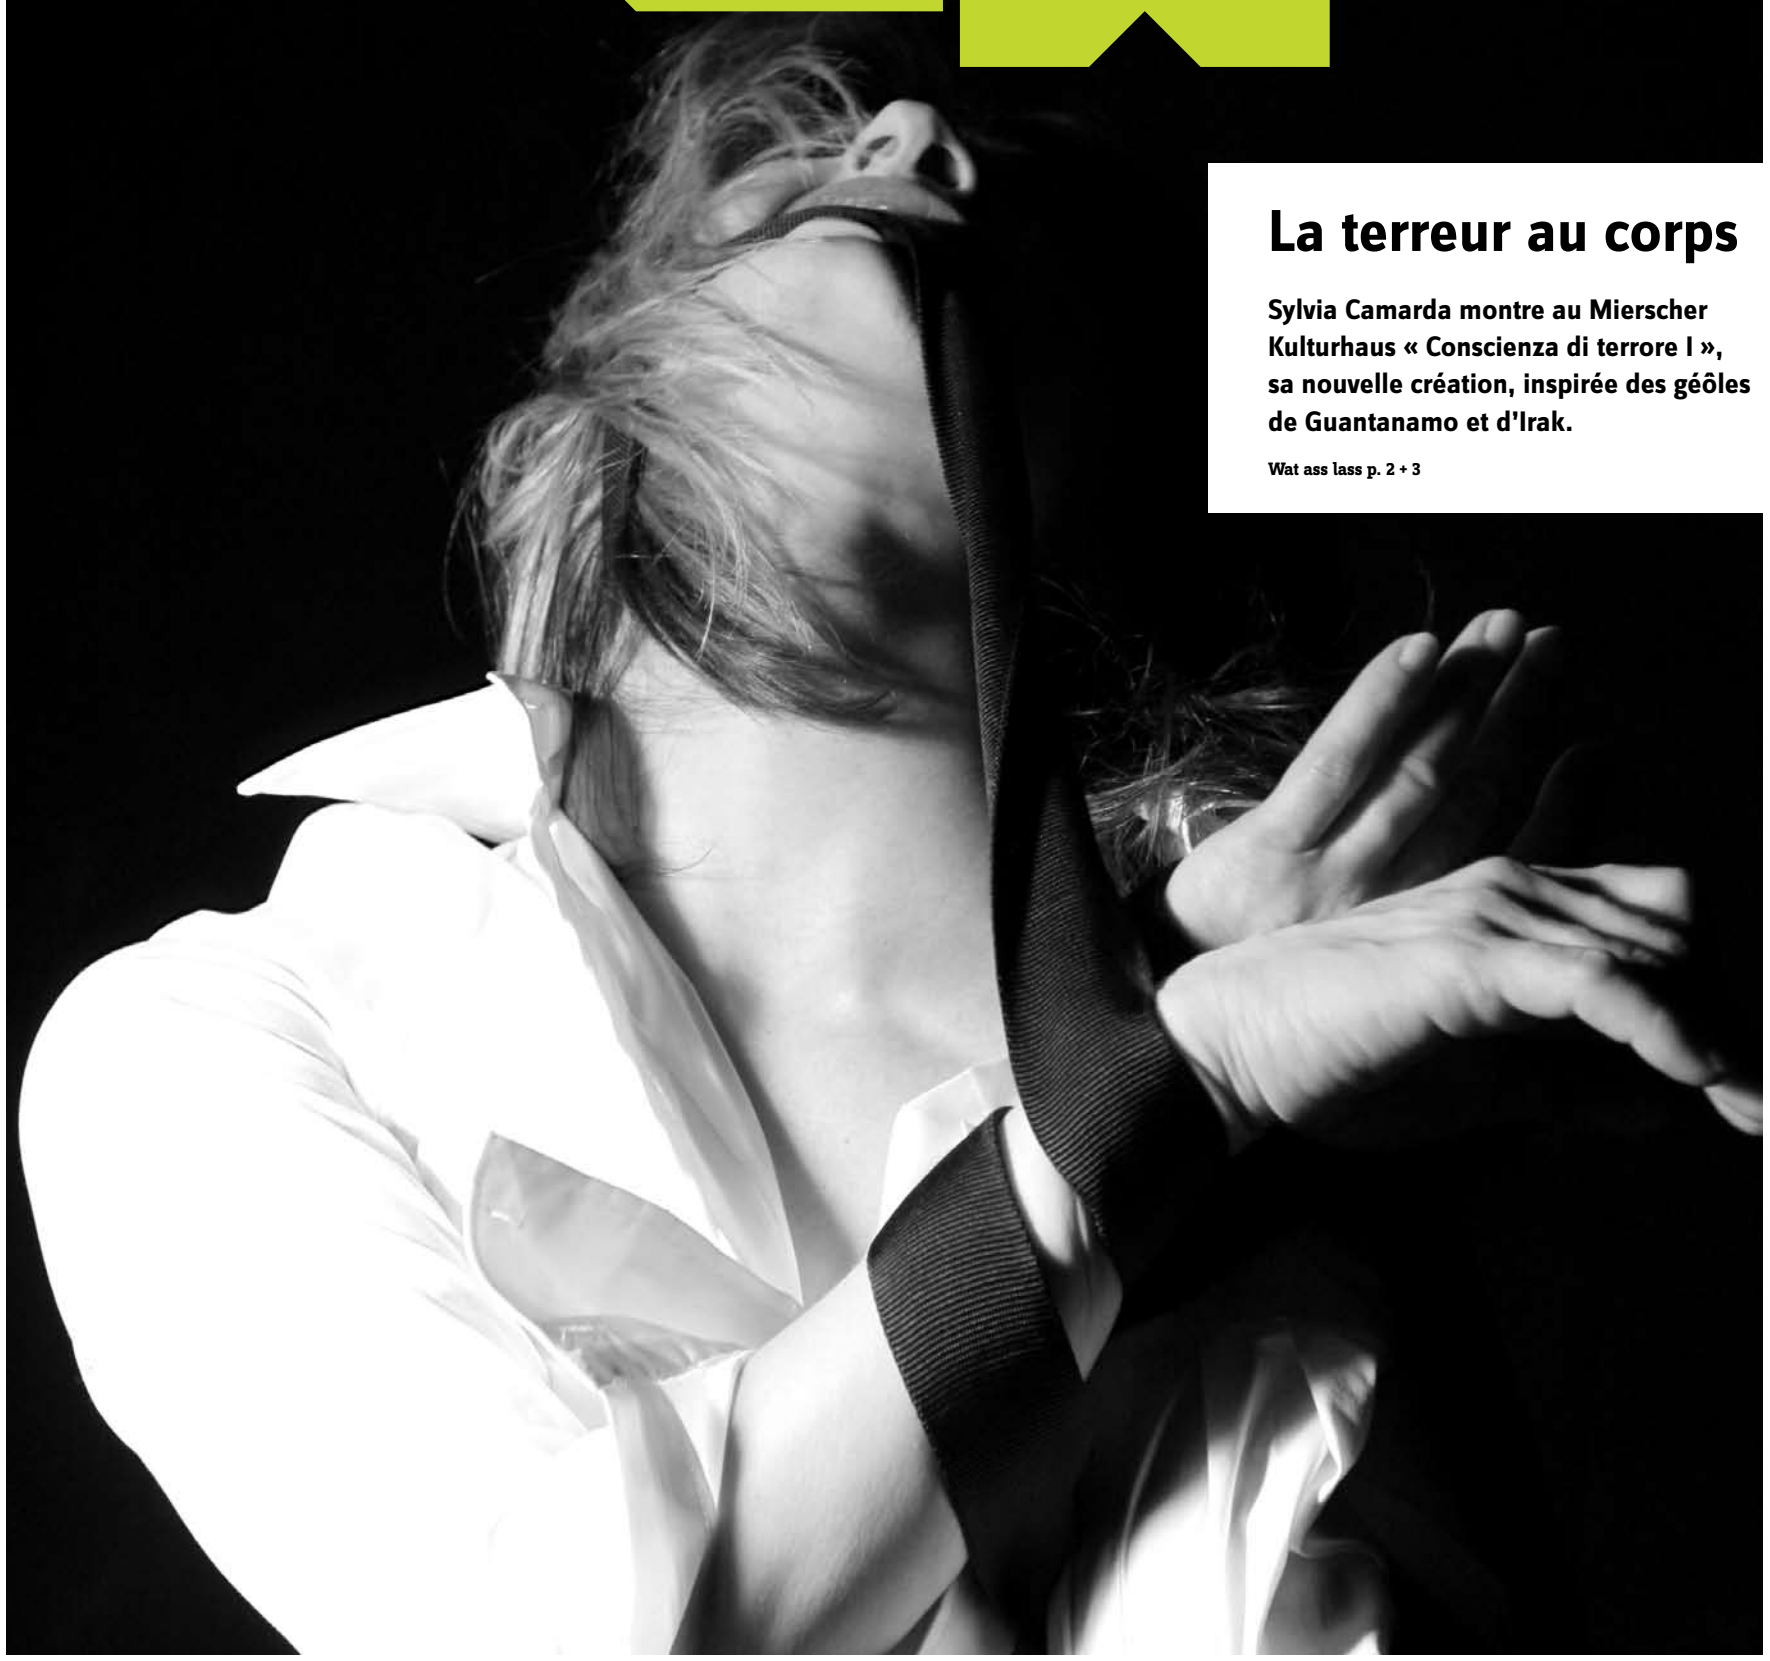 La terreur au corps
Sylvia Camarda montre au Mierscher
Kulturhaus « Conscienza di terrore I »,
sa nouvelle création, inspirée des géôles
de Guantanamo et d’Irak.
Wat ass lass p. 2 + 3